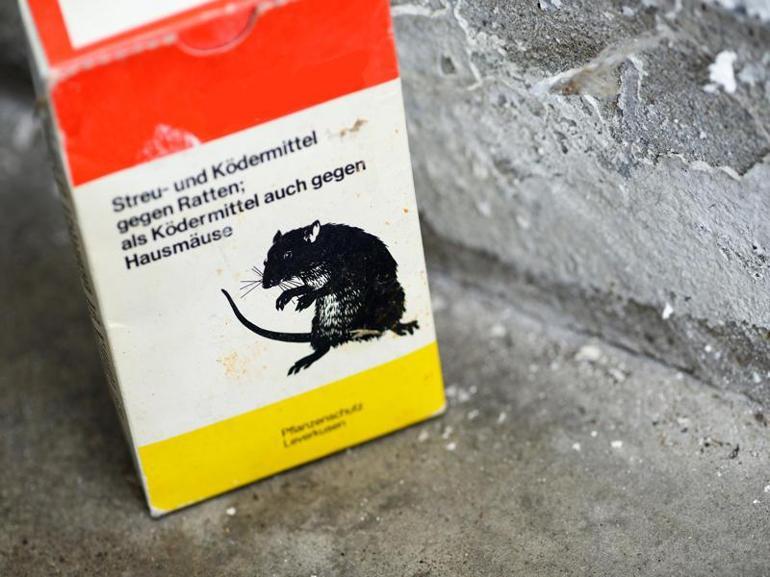 Streu- und Ködermittel
gegen Ratten;
als Ködermittel auch gegen
Hausmäuse
Pflanzenschutz
Leverkusen